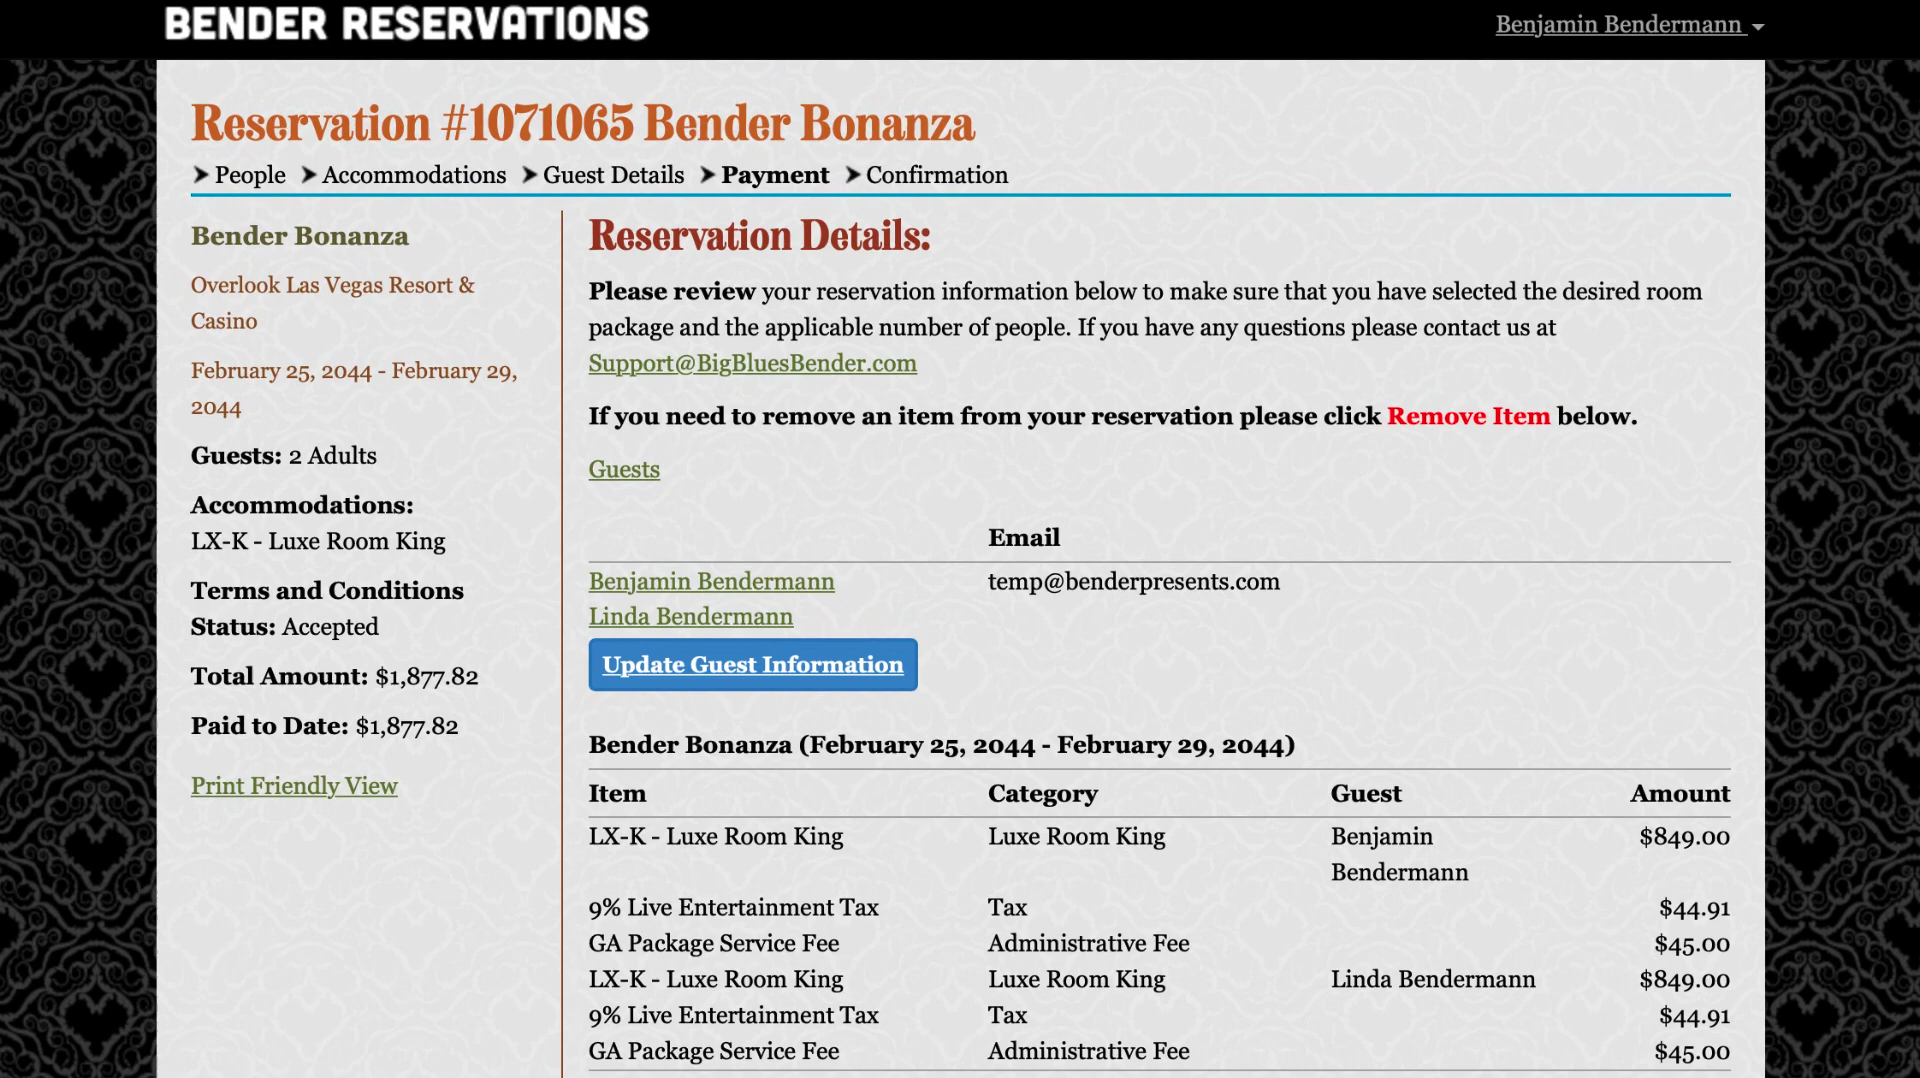 BENDER RESERVATIONS
Benjamin Bendermann
Reservation #1071065 Bender Bonanza
People Accommodations Guest Details Payment Confirmation
Bender Bonanza
Overlook Las Vegas Resort &
Casino
February 25, 2044 - February 29,
2044
Guests: 2 Adults
Accommodations:
LX-K - Luxe Room King
Terms and Conditions
Status: Accepted
Total Amount: $1,877.82
Paid to Date: $1,877.82
Print Friendly View
Reservation Details:
Please review your reservation information below to make sure that you have selected the desired room
package and the applicable number of people. If you have any questions please contact us at
Support@BigBluesBender.com
If you need to remove an item from your reservation please click Remove Item below.
Guests
Email
Benjamin Bendermann temp@benderpresents.com
Linda Bendermann
Update Guest Information
Bender Bonanza (February 25, 2044 - February 29, 2044)
Item Category Guest Amount
LX-K - Luxe Room King Luxe Room King Benjamin $849.00
Bendermann
9% Live Entertainment Tax Tax $44.91
GA Package Service Fee Administrative Fee $45.00
LX-K - Luxe Room King Luxe Room King Linda Bendermann $849.00
9% Live Entertainment Tax Tax $44.91
GA Package Service Fee Administrative Fee $45.00